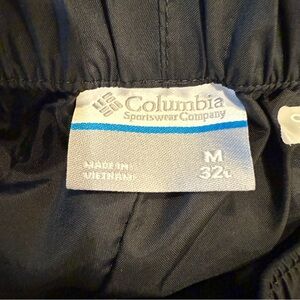 Columbia
Sportswear Company
MADE IN
VIETNAM
M
32